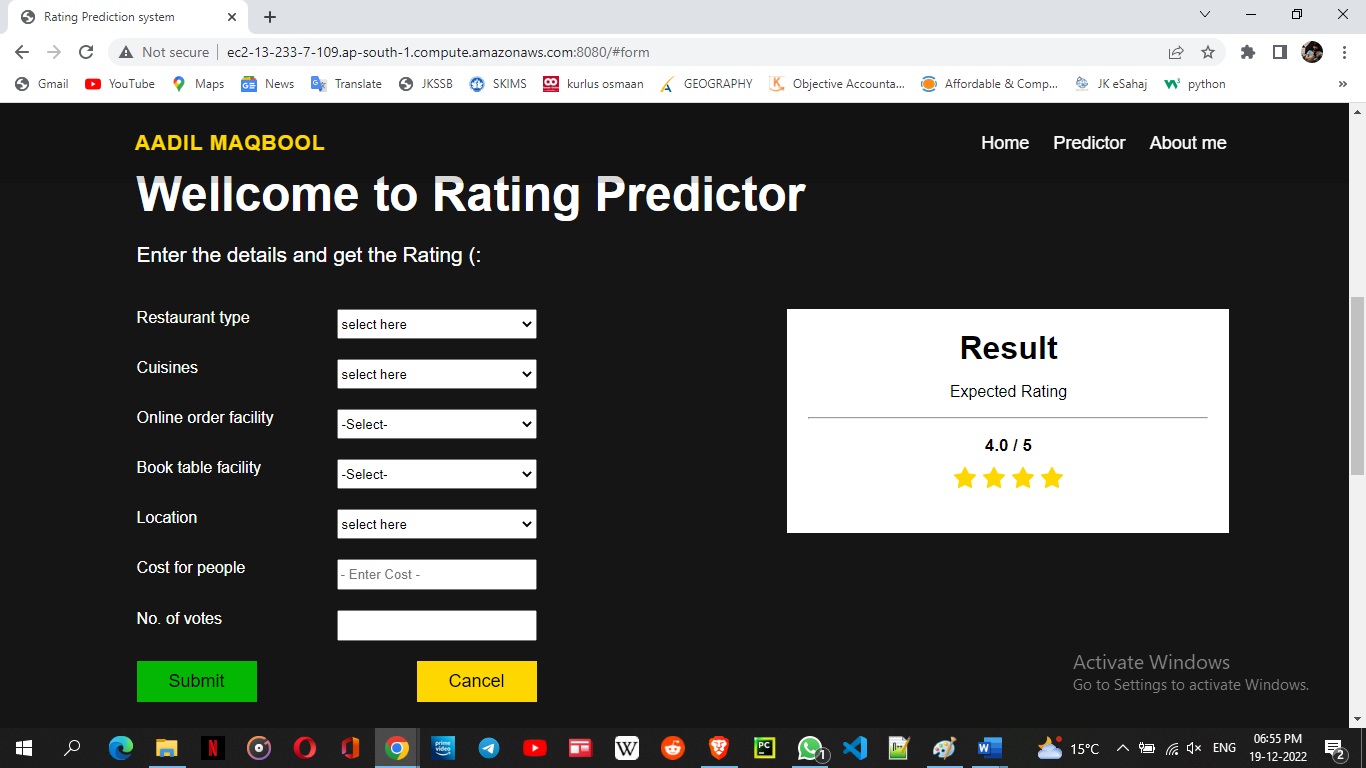 Rating Prediction system
Not secure
ec2-13-233-7-109.ap-south-1.compute.amazonaws.com:8080/#form
Gmail YouTube Maps News Translate JKSSB SKIMS kurlus osmaan GEOGRAPHY Objective Accounta... Affordable & Comp... JK eSahaj python »
AADIL MAQBOOL
Home Predictor About me
Wellcome to Rating Predictor
Enter the details and get the Rating (:
Restaurant type select here
Cuisines select here
Online order facility -Select-
Book table facility -Select-
Location select here
Cost for people - Enter Cost -
No. of votes
Submit Cancel
Result
Expected Rating
4.0 / 5
Activate Windows
Go to Settings to activate Windows.
15°C ENG 06:55 PM
19-12-2022